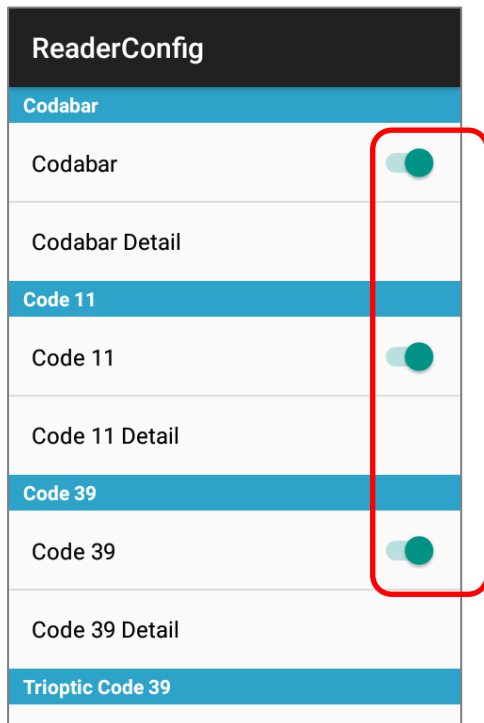 ReaderConfig
Codabar
Codabar
Codabar Detail
Code 11
Code 11
Code 11 Detail
Code 39
Code 39
Code 39 Detail
Trioptic Code 39